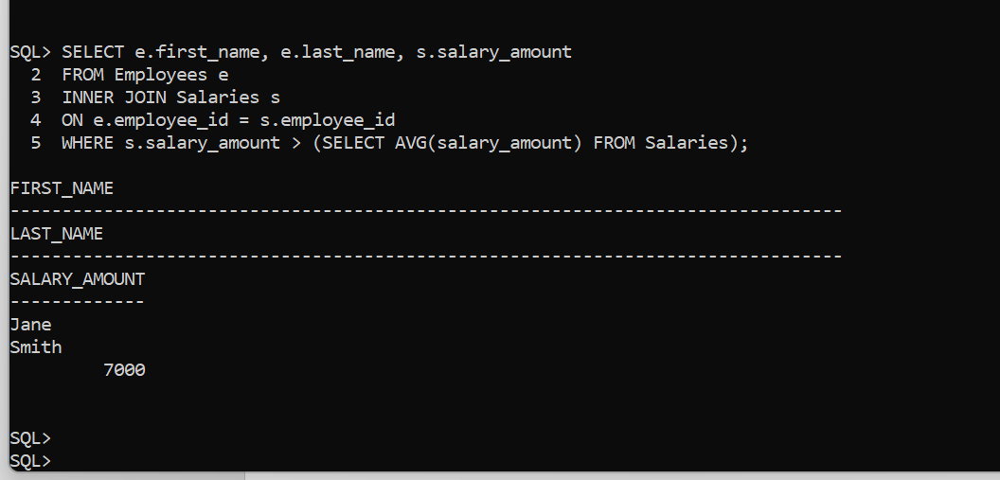 SQL> SELECT e.first_name, e.last_name, s.salary_amount
  2  FROM Employees e
  3  INNER JOIN Salaries s
  4  ON e.employee_id = s.employee_id
  5  WHERE s.salary_amount > (SELECT AVG(salary_amount) FROM Salaries);
FIRST_NAME
--------------------------------------------------------------------------------
LAST_NAME
--------------------------------------------------------------------------------
SALARY_AMOUNT
-------------
Jane
Smith
         7000
SQL>
SQL>